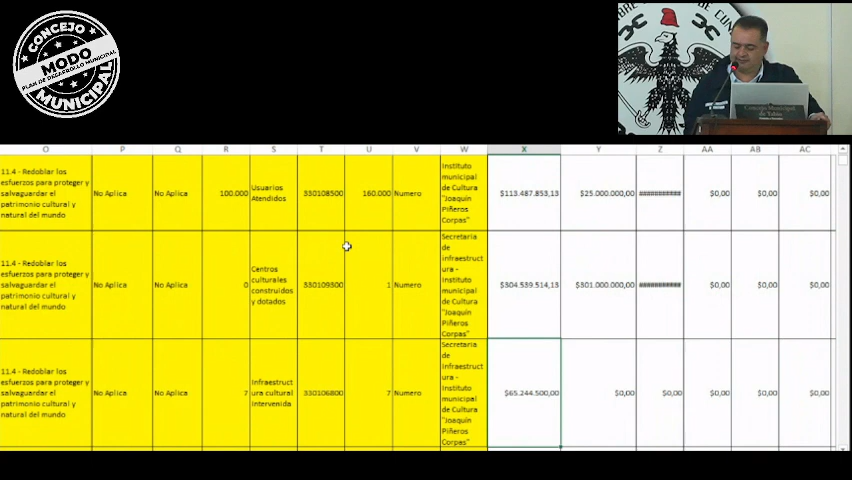 CONCEJO
MODO
PLAN DE DESARROLLO MUNICIPAL
MUNICIPAL
Concejo Municipal
de Tabio
O P Q R S T U V W X Y Z AA AB AC
11.4 - Redoblar los
esfuerzos para proteger y
salvaguardar el
patrimonio cultural y
natural del mundo
No Aplica
No Aplica
100.000
Usuarios
Atendidos
330108500
160.000
Numero
Instituto
municipal
de Cultura
"Joaquin
Piñeros
Corpas"
$113.487.853,13
$25.000.000,00
###########
$0,00
$0,00
$0,00
11.4 - Redoblar los
esfuerzos para proteger y
salvaguardar el
patrimonio cultural y
natural del mundo
No Aplica
No Aplica
0
Centros
culturales
construidos
y dotados
330109300
1
Numero
Secretaria
de
infraestruct
ura -
Instituto
municipal
de Cultura
"Joaquin
Piñeros
Corpas"
$304.539.514,13
$301.000.000,00
###########
$0,00
$0,00
$0,00
11.4 - Redoblar los
esfuerzos para proteger y
salvaguardar el
patrimonio cultural y
natural del mundo
No Aplica
No Aplica
7
Infraestruct
ura cultural
intervenida
330106800
7
Numero
Secretaria
de
infraestruct
ura -
Instituto
municipal
de Cultura
"Joaquin
Piñeros
Corpas"
$65.244.500,00
$0,00
$0,00
$0,00
$0,00
$0,00